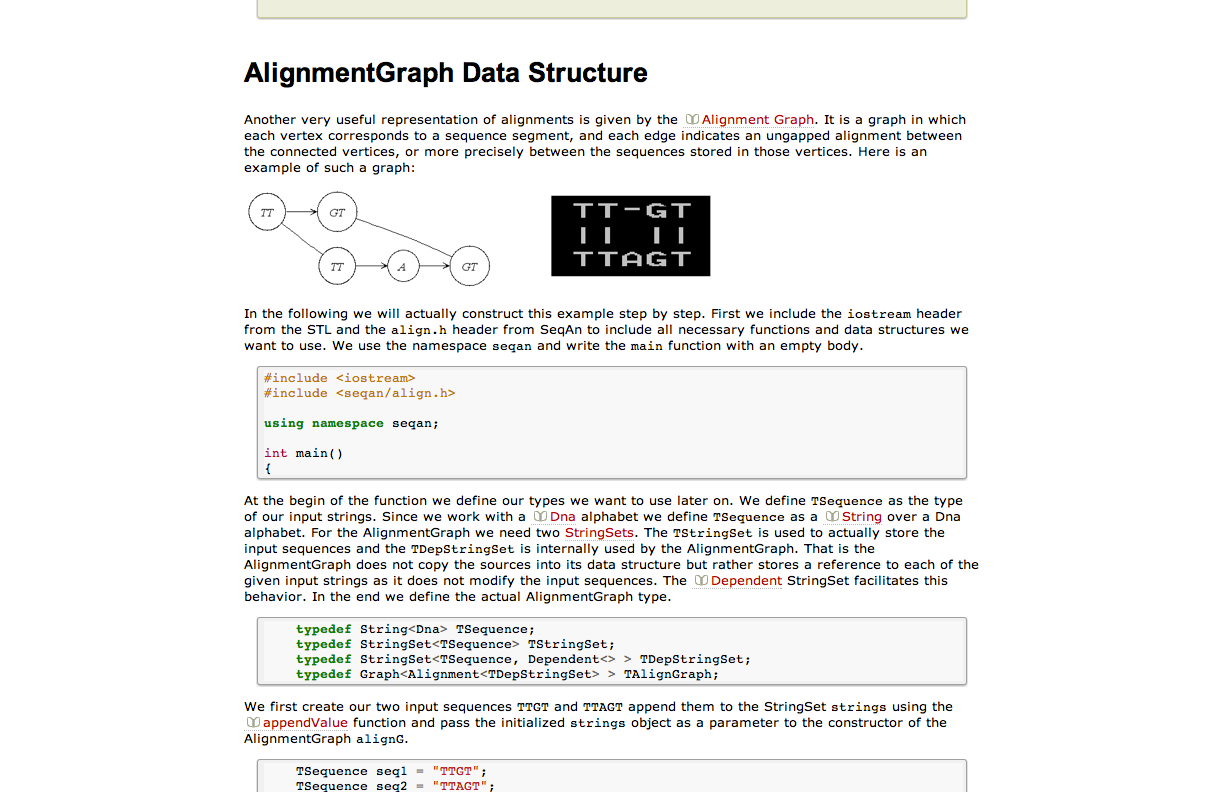 AlignmentGraph Data Structure
Another very useful representation of alignments is given by the Alignment Graph. It is a graph in which
each vertex corresponds to a sequence segment, and each edge indicates an ungapped alignment between
the connected vertices, or more precisely between the sequences stored in those vertices. Here is an
example of such a graph:
TT GT
TT A GT
TT-GT
|| ||
TTAGT
In the following we will actually construct this example step by step. First we include the iostream header
from the STL and the align.h header from SeqAn to include all necessary functions and data structures we
want to use. We use the namespace seqan and write the main function with an empty body.
#include <iostream>
#include <seqan/align.h>
using namespace seqan;
int main()
{
At the begin of the function we define our types we want to use later on. We define TSequence as the type
of our input strings. Since we work with a Dna alphabet we define TSequence as a String over a Dna
alphabet. For the AlignmentGraph we need two StringSets. The TStringSet is used to actually store the
input sequences and the TDepStringSet is internally used by the AlignmentGraph. That is the
AlignmentGraph does not copy the sources into its data structure but rather stores a reference to each of the
given input strings as it does not modify the input sequences. The Dependent StringSet facilitates this
behavior. In the end we define the actual AlignmentGraph type.
typedef String<Dna> TSequence;
typedef StringSet<TSequence> TStringSet;
typedef StringSet<TSequence, Dependent<> > TDepStringSet;
typedef Graph<Alignment<TDepStringSet> > TAlignGraph;
We first create our two input sequences TTGT and TTAGT append them to the StringSet strings using the
appendValue function and pass the initialized strings object as a parameter to the constructor of the
AlignmentGraph alignG.
TSequence seq1 = "TTGT";
TSequence seq2 = "TTAGT";